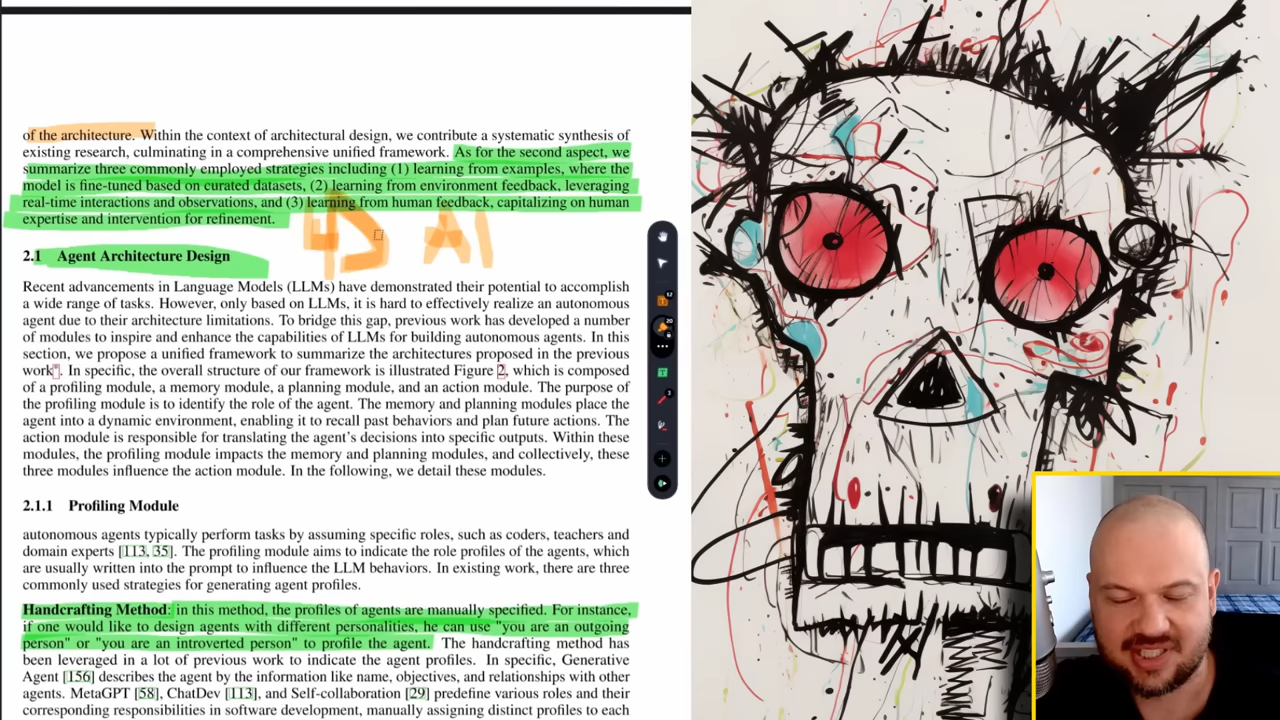 of the architecture. Within the context of architectural design, we contribute a systematic synthesis of
existing research, culminating in a comprehensive unified framework. As for the second aspect, we
summarize three commonly employed strategies including (1) learning from examples, where the
model is fine-tuned based on curated datasets, (2) learning from environment feedback, leveraging
real-time interactions and observations, and (3) learning from human feedback, capitalizing on human
expertise and intervention for refinement.
4D AI
2.1 Agent Architecture Design
Recent advancements in Language Models (LLMs) have demonstrated their potential to accomplish
a wide range of tasks. However, only based on LLMs, it is hard to effectively realize an autonomous
agent due to their architecture limitations. To bridge this gap, previous work has developed a number
of modules to inspire and enhance the capabilities of LLMs for building autonomous agents. In this
section, we propose a unified framework to summarize the architectures proposed in the previous
work*. In specific, the overall structure of our framework is illustrated Figure 2, which is composed
of a profiling module, a memory module, a planning module, and an action module. The purpose of
the profiling module is to identify the role of the agent. The memory and planning modules place the
agent into a dynamic environment, enabling it to recall past behaviors and plan future actions. The
action module is responsible for translating the agent's decisions into specific outputs. Within these
modules, the profiling module impacts the memory and planning modules, and collectively, these
three modules influence the action module. In the following, we detail these modules.
2.1.1 Profiling Module
autonomous agents typically perform tasks by assuming specific roles, such as coders, teachers and
domain experts [113, 35]. The profiling module aims to indicate the role profiles of the agents, which
are usually written into the prompt to influence the LLM behaviors. In existing work, there are three
commonly used strategies for generating agent profiles.
Handcrafting Method: in this method, the profiles of agents are manually specified. For instance,
if one would like to design agents with different personalities, he can use "you are an outgoing
person" or "you are an introverted person" to profile the agent. The handcrafting method has
been leveraged in a lot of previous work to indicate the agent profiles. In specific, Generative
Agent [156] describes the agent by the information like name, objectives, and relationships with other
agents. MetaGPT [58], ChatDev [113], and Self-collaboration [29] predefine various roles and their
corresponding responsibilities in software development, manually assigning distinct profiles to each